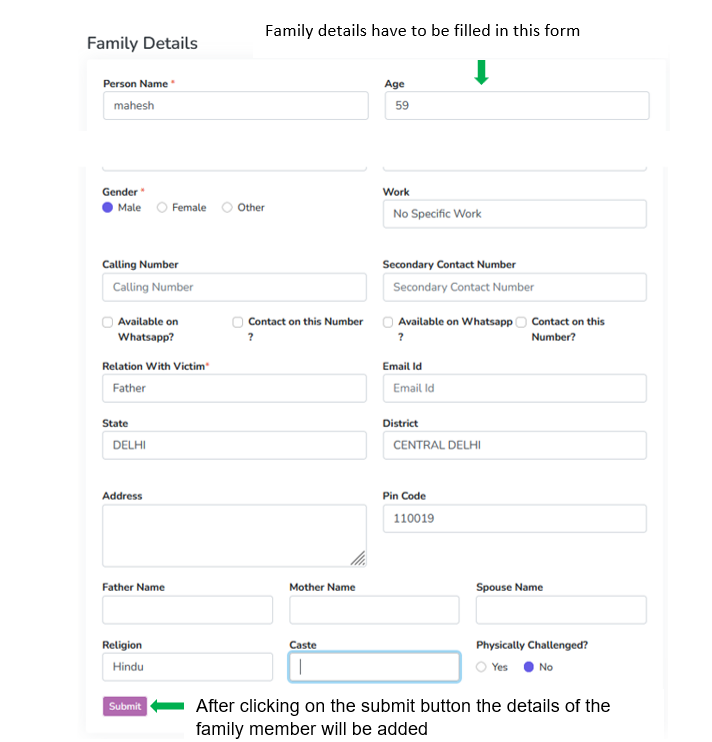 Family details have to be filled in this form
Family Details
Person Name * Age
mahesh 59
Gender * Work
Male Female Other No Specific Work
Calling Number Secondary Contact Number
Calling Number Secondary Contact Number
Available on Contact on this Number Available on Whatsapp Contact on this
Whatsapp? ? ? Number?
Relation With Victim* Email Id
Father Email Id
State District
DELHI CENTRAL DELHI
Address Pin Code
110019
Father Name Mother Name Spouse Name
Religion Caste Physically Challenged?
Hindu Yes No
Submit After clicking on the submit button the details of the
family member will be added